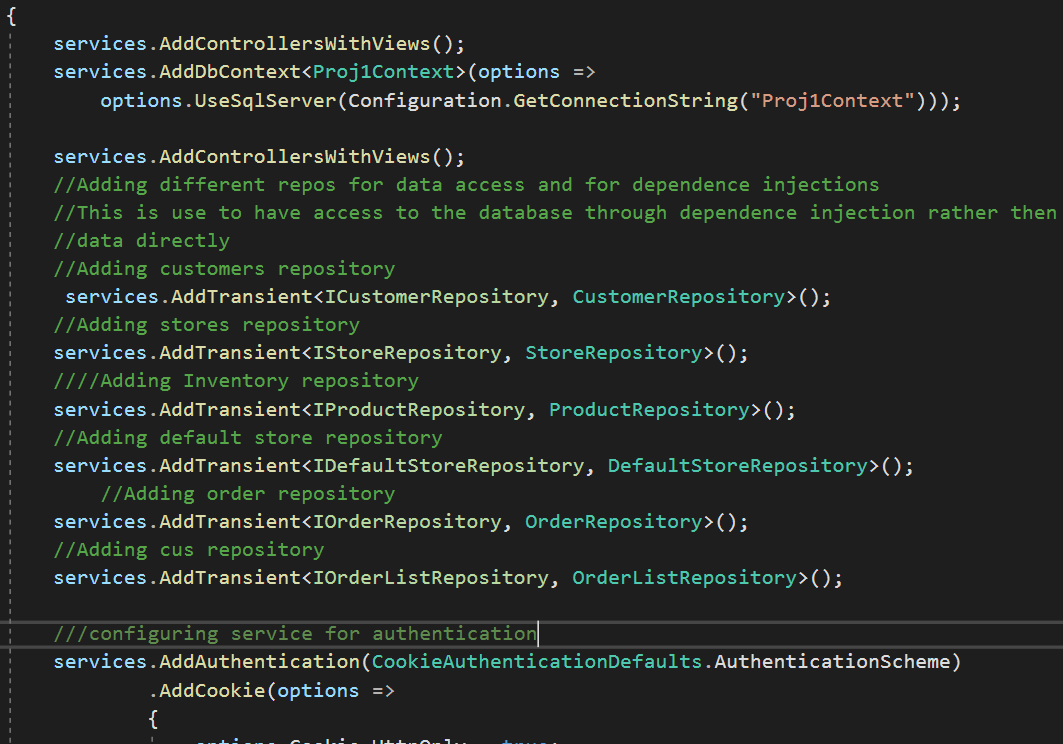 {
services.AddControllersWithViews();
services.AddDbContext<Proj1Context>(options =>
options.UseSqlServer(Configuration.GetConnectionString("Proj1Context")));
services.AddControllersWithViews();
//Adding different repos for data access and for dependence injections
//This is use to have access to the database through dependence injection rather then
//data directly
//Adding customers repository
services.AddTransient<ICustomerRepository, CustomerRepository>();
//Adding stores repository
services.AddTransient<IStoreRepository, StoreRepository>();
////Adding Inventory repository
services.AddTransient<IProductRepository, ProductRepository>();
//Adding default store repository
services.AddTransient<IDefaultStoreRepository, DefaultStoreRepository>();
//Adding order repository
services.AddTransient<IOrderRepository, OrderRepository>();
//Adding cus repository
services.AddTransient<IOrderListRepository, OrderListRepository>();
///configuring service for authentication
services.AddAuthentication(CookieAuthenticationDefaults.AuthenticationScheme)
.AddCookie(options =>
{